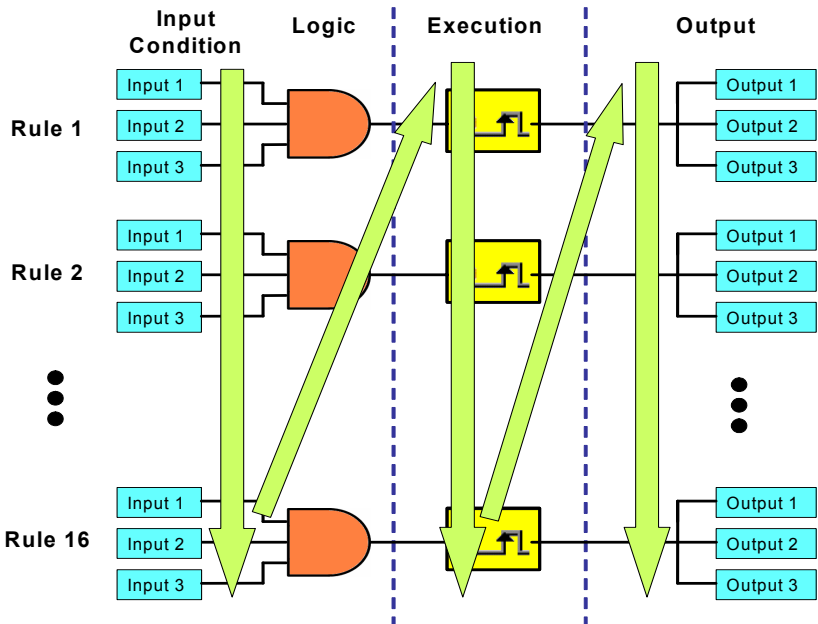 Input
Condition
Logic
Execution
Output
Rule 1
Input 1
Input 2
Input 3
Output 1
Output 2
Output 3
Rule 2
Input 1
Input 2
Input 3
Output 1
Output 2
Output 3
Rule 16
Input 1
Input 2
Input 3
Output 1
Output 2
Output 3